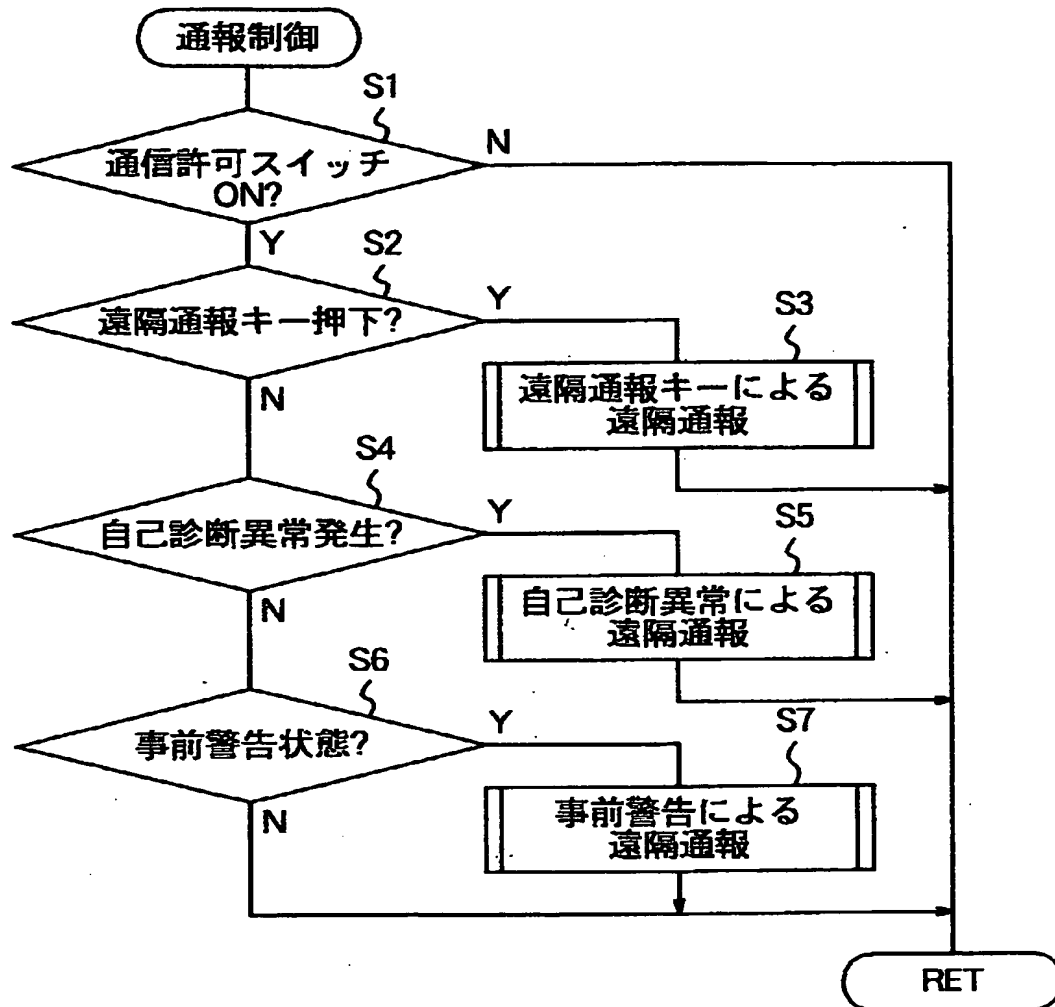 通報制御
S1
通信許可スイッチ
ON?
N
Y
S2
遠隔通報キー押下?
Y
N
S3
遠隔通報キーによる
遠隔通報
S4
自己診断異常発生?
Y
N
S5
自己診断異常による
遠隔通報
S6
事前警告状態?
Y
N
S7
事前警告による
遠隔通報
RET